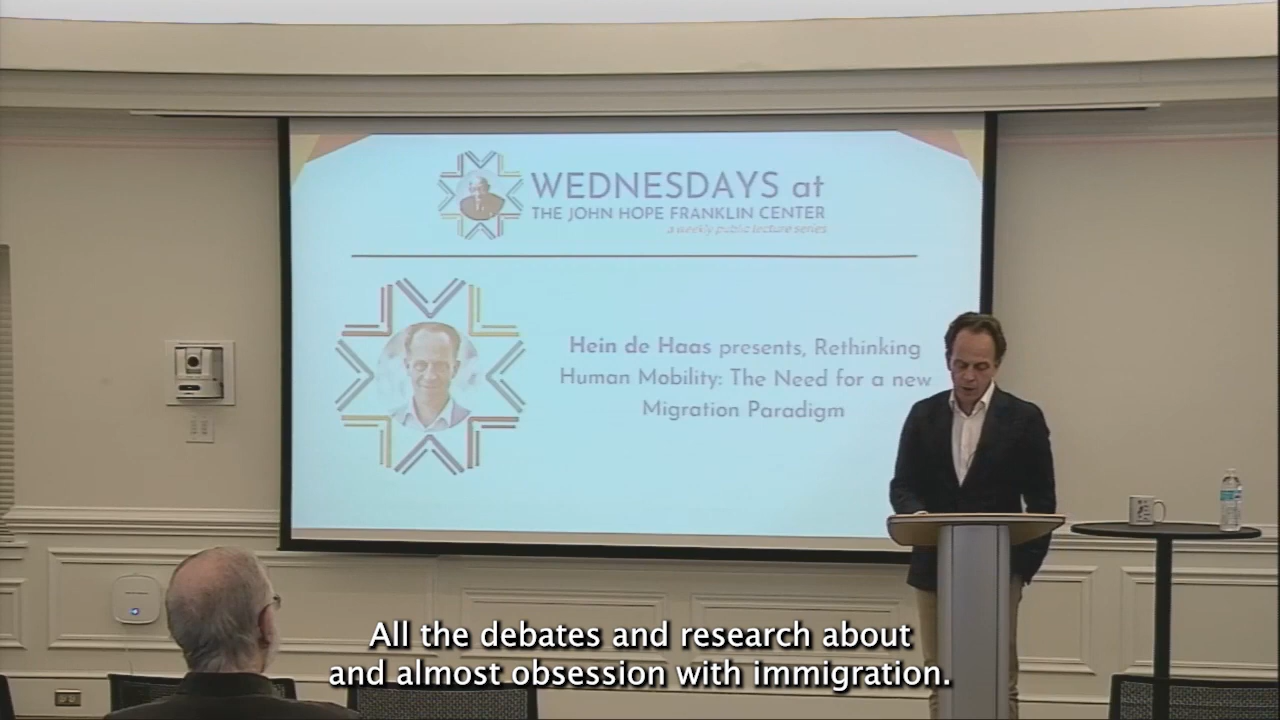 WEDNESDAYS at
THE JOHN HOPE FRANKLIN CENTER
a weekly public lecture series
Hein de Haas presents, Rethinking
Human Mobility: The Need for a new
Migration Paradigm
All the debates and research about
and almost obsession with immigration.